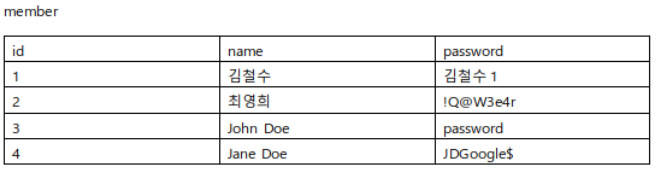 member
id name password
1 김철수 김철수 1
2 최영희 !Q@W3e4r
3 John Doe password
4 Jane Doe JDGoogle$